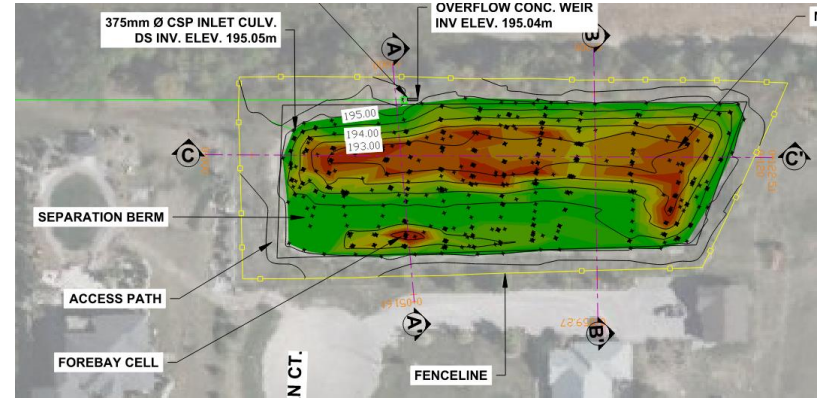 375mm Ø CSP INLET CULV.
DS INV. ELEV. 195.05m
OVERFLOW CONC. WEIR
INV ELEV. 195.04m
A
B
195.00
194.00
193.00
C
C'
SEPARATION BERM
ACCESS PATH
A'
B'
FOREBAY CELL
FENCELINE
N CT.